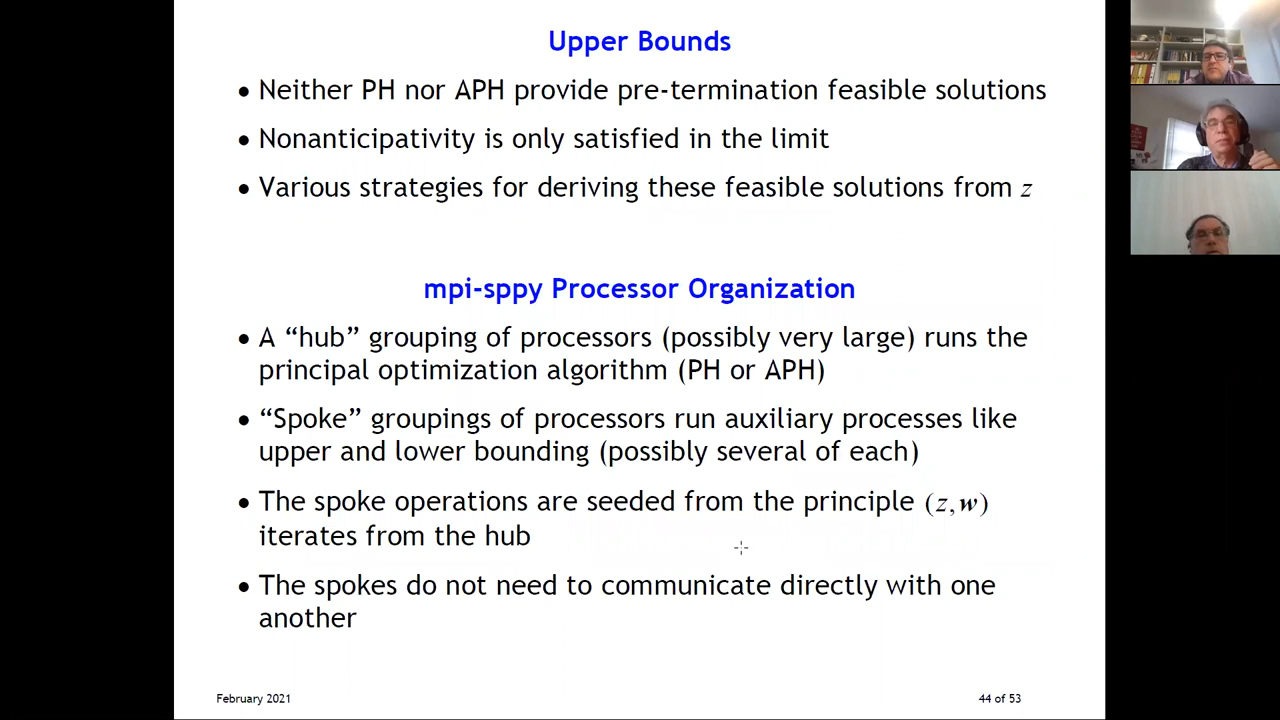 Upper Bounds
• Neither PH nor APH provide pre-termination feasible solutions
• Nonanticipativity is only satisfied in the limit
• Various strategies for deriving these feasible solutions from z
mpi-sppy Processor Organization
• A “hub” grouping of processors (possibly very large) runs the
principal optimization algorithm (PH or APH)
• “Spoke” groupings of processors run auxiliary processes like
upper and lower bounding (possibly several of each)
• The spoke operations are seeded from the principle (z, w)
iterates from the hub
• The spokes do not need to communicate directly with one
another
February 2021
44 of 53